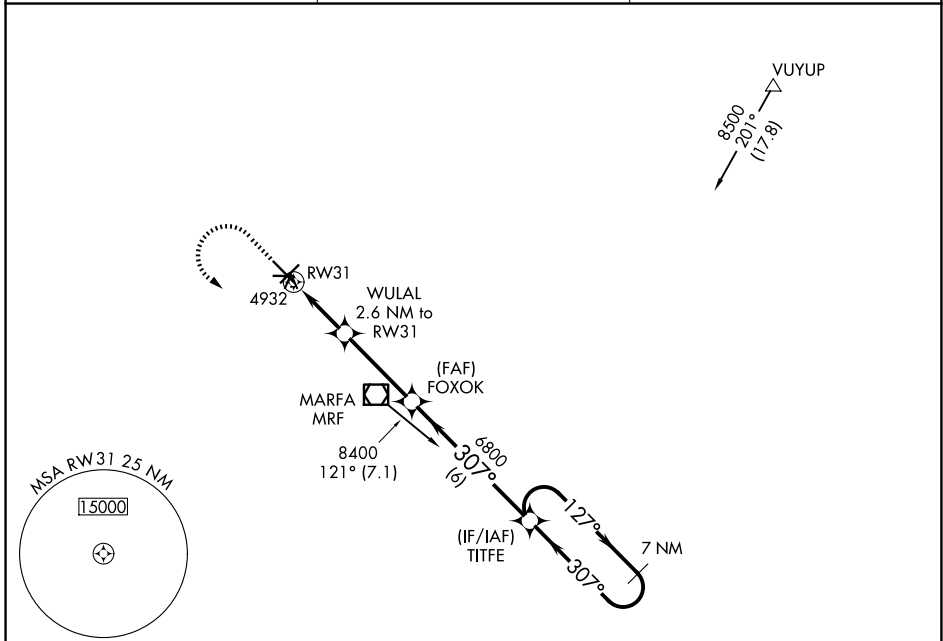 VUYUP
8500
201°
(17.8)
RW31
4932
WULAL
2.6 NM to
RW31
(FAF)
FOXOK
MARFA
MRF
8400
121° (7.1)
6800
307°
(6)
(IF/IAF)
TITFE
127°
7 NM
307°
MSA RW31 25 NM
15000